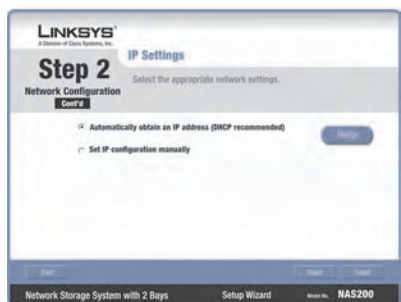 LINKSYS®
A Division of Cisco Systems, Inc.
IP Settings
Step 2
Select the appropriate network settings.
Network Configuration
Cont'd
Automatically obtain an IP address (DHCP recommended)
Help
Set IP configuration manually
Exit
Back Next
Network Storage System with 2 Bays Setup Wizard Model No. NAS200